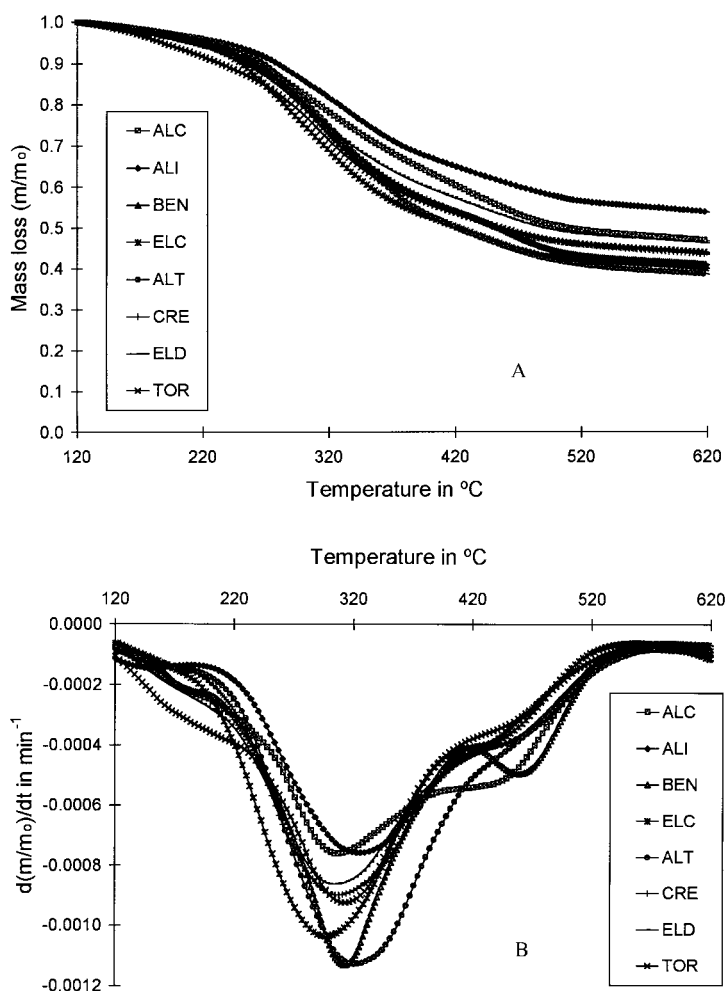 1.0
0.9
0.8
0.7
0.6
0.5
0.4
0.3
0.2
0.1
0.0
Mass loss (m/m₀)
ALC
ALI
BEN
ELC
ALT
CRE
ELD
TOR
A
120 220 320 420 520 620
Temperature in ºC
Temperature in ºC
120 220 320 420 520 620
0.0000
-0.0002
-0.0004
-0.0006
-0.0008
-0.0010
-0.0012
d(m/m₀)/dt in min⁻¹
ALC
ALI
BEN
ELC
ALT
CRE
ELD
TOR
B